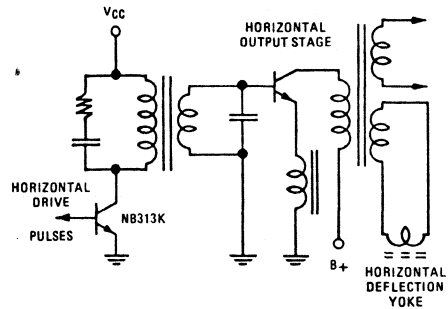 VCC
HORIZONTAL
OUTPUT STAGE
HORIZONTAL
DRIVE
PULSES
NB313K
B+
HORIZONTAL
DEFLECTION
YOKE